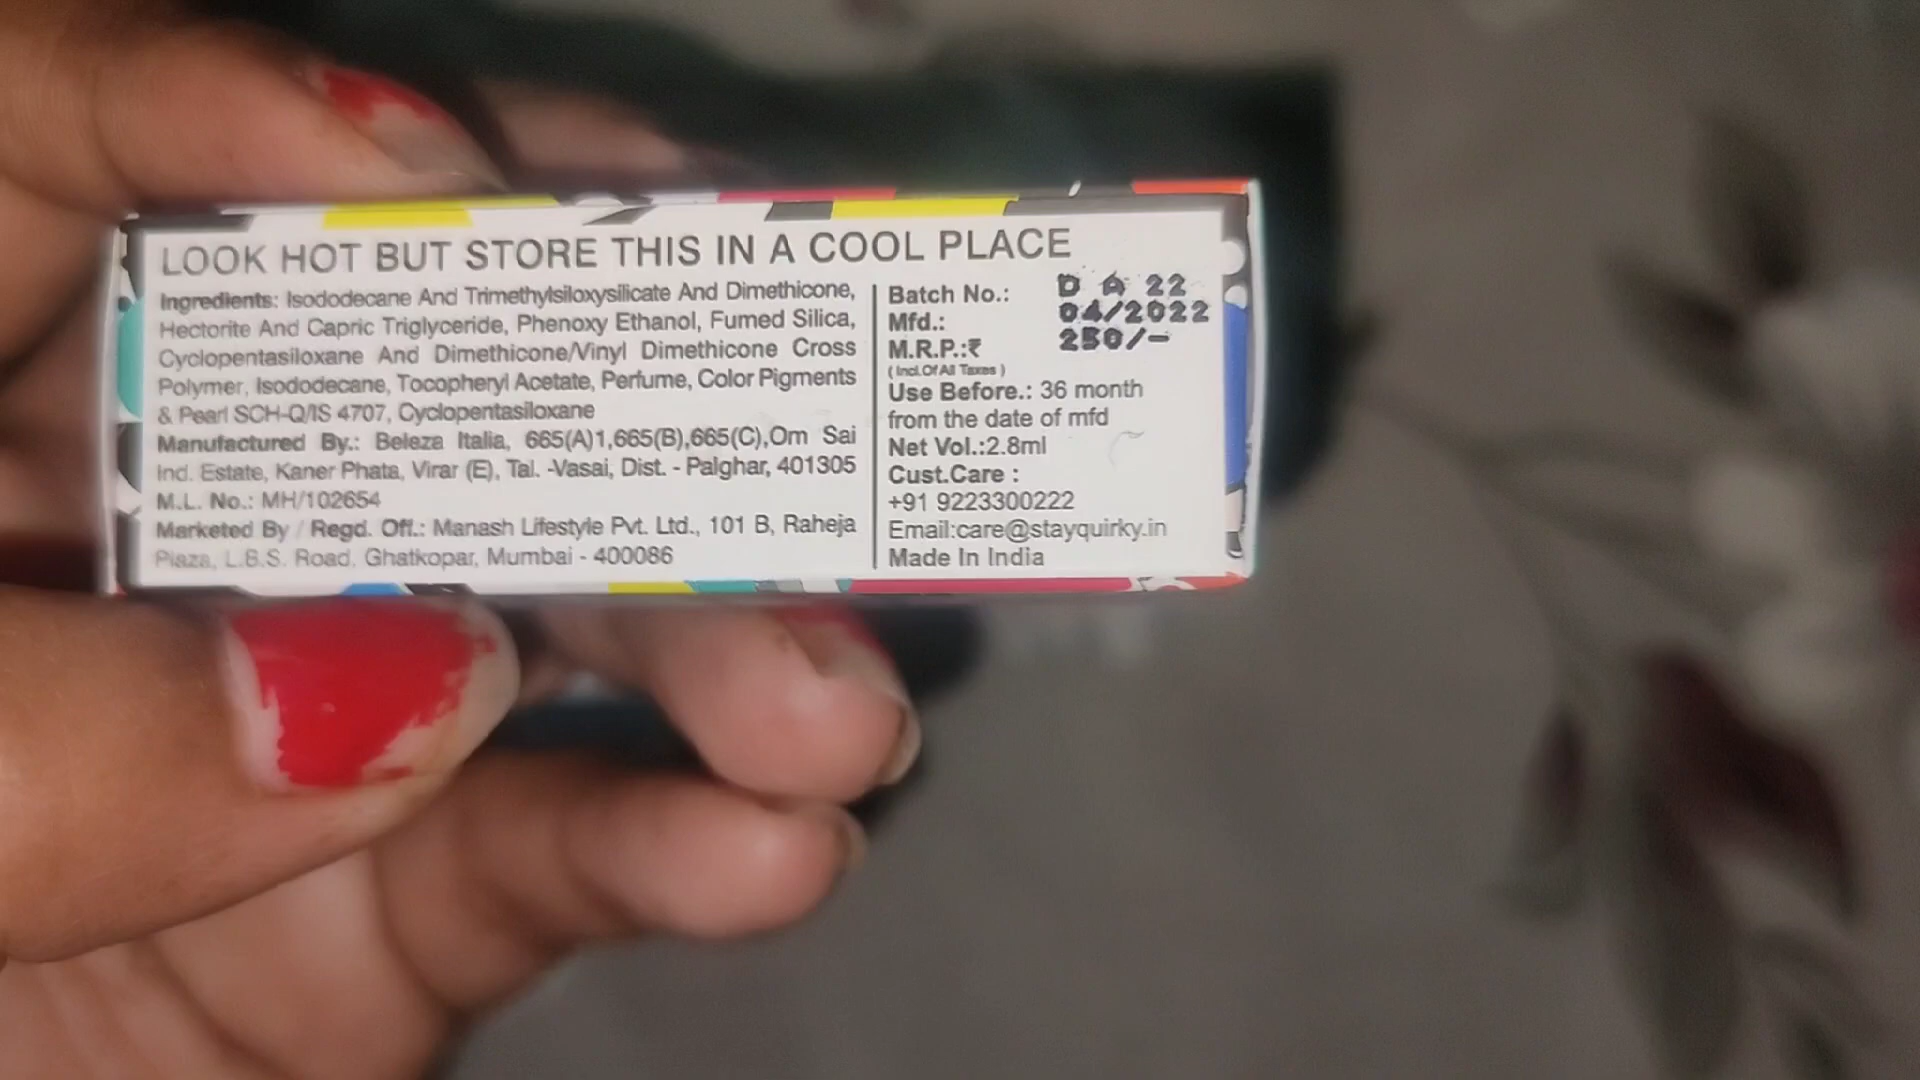 LOOK HOT BUT STORE THIS IN A COOL PLACE
Ingredients: Isododecane And Trimethylsiloxysilicate And Dimethicone,
Hectorite And Capric Triglyceride, Phenoxy Ethanol, Fumed Silica,
Cyclopentasiloxane And Dimethicone/Vinyl Dimethicone Cross
Polymer, Isododecane, Tocopheryl Acetate, Perfume, Color Pigments
& Pearl SCH-Q/IS 4707, Cyclopentasiloxane
Manufactured By.: Beleza Italia, 665(A)1,665(B),665(C),Om Sai
Ind. Estate, Kaner Phata, Virar (E), Tal. -Vasai, Dist. - Palghar, 401305
M.L. No.: MH/102654
Marketed By / Regd. Off.: Manash Lifestyle Pvt. Ltd., 101 B, Raheja
Plaza, L.B.S. Road, Ghatkopar, Mumbai - 400086
Batch No.: D A 22
Mfd.: 04/2022
M.R.P.:₹ 250/-
(Incl.Of All Taxes)
Use Before.: 36 month
from the date of mfd
Net Vol.:2.8ml
Cust.Care :
+91 9223300222
Email:care@stayquirky.in
Made In India